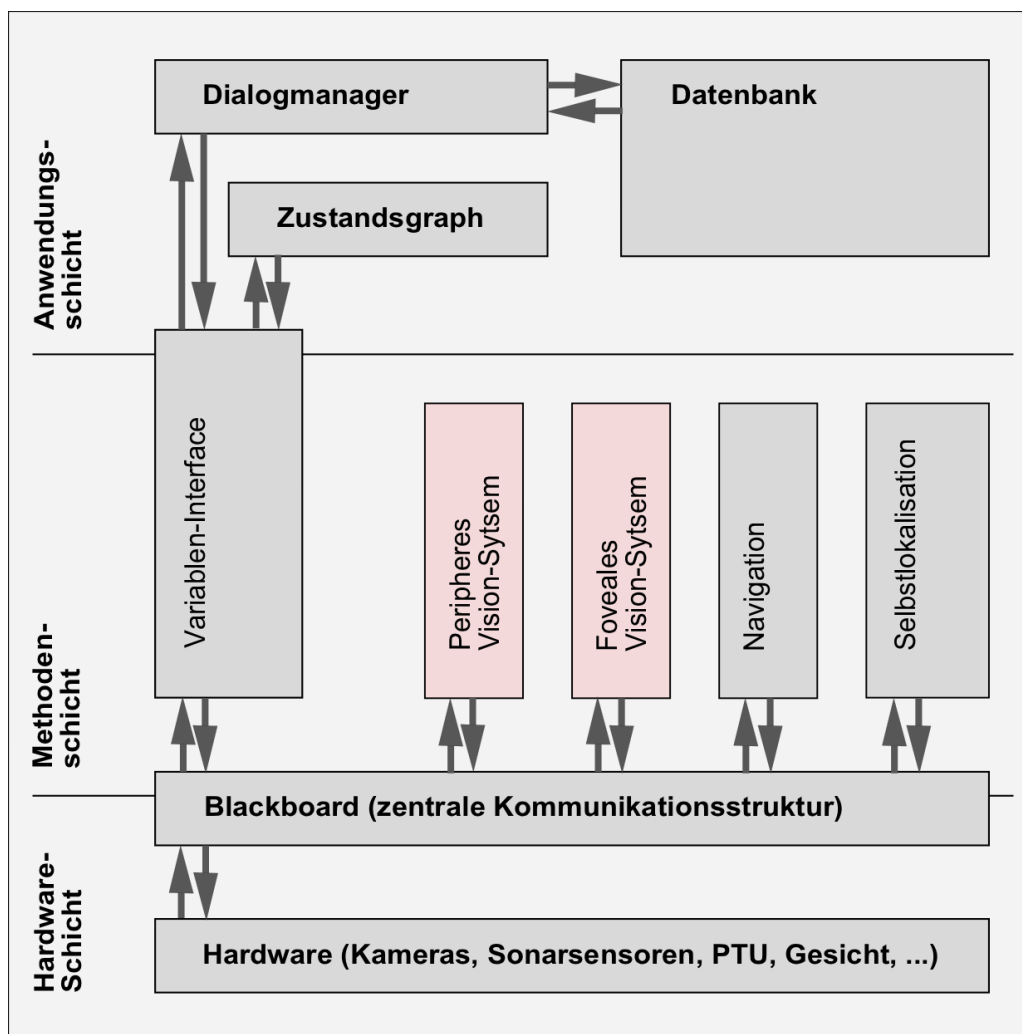 Anwendungs-
schicht
Dialogmanager
Datenbank
Zustandsgraph
Methoden-
schicht
Variablen-Interface
Peripheres
Vision-Sytsem
Foveales
Vision-Sytsem
Navigation
Selbstlokalisation
Blackboard (zentrale Kommunikationsstruktur)
Hardware-
Schicht
Hardware (Kameras, Sonarsensoren, PTU, Gesicht, ...)